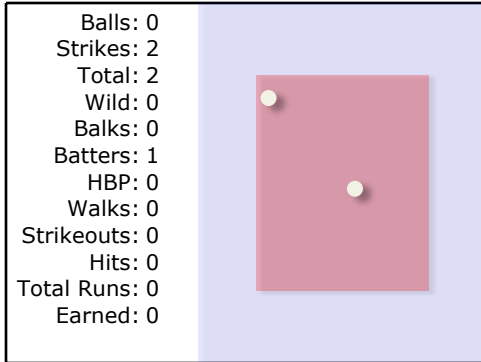 Balls: 0
Strikes: 2
Total: 2
Wild: 0
Balks: 0
Batters: 1
HBP: 0
Walks: 0
Strikeouts: 0
Hits: 0
Total Runs: 0
Earned: 0